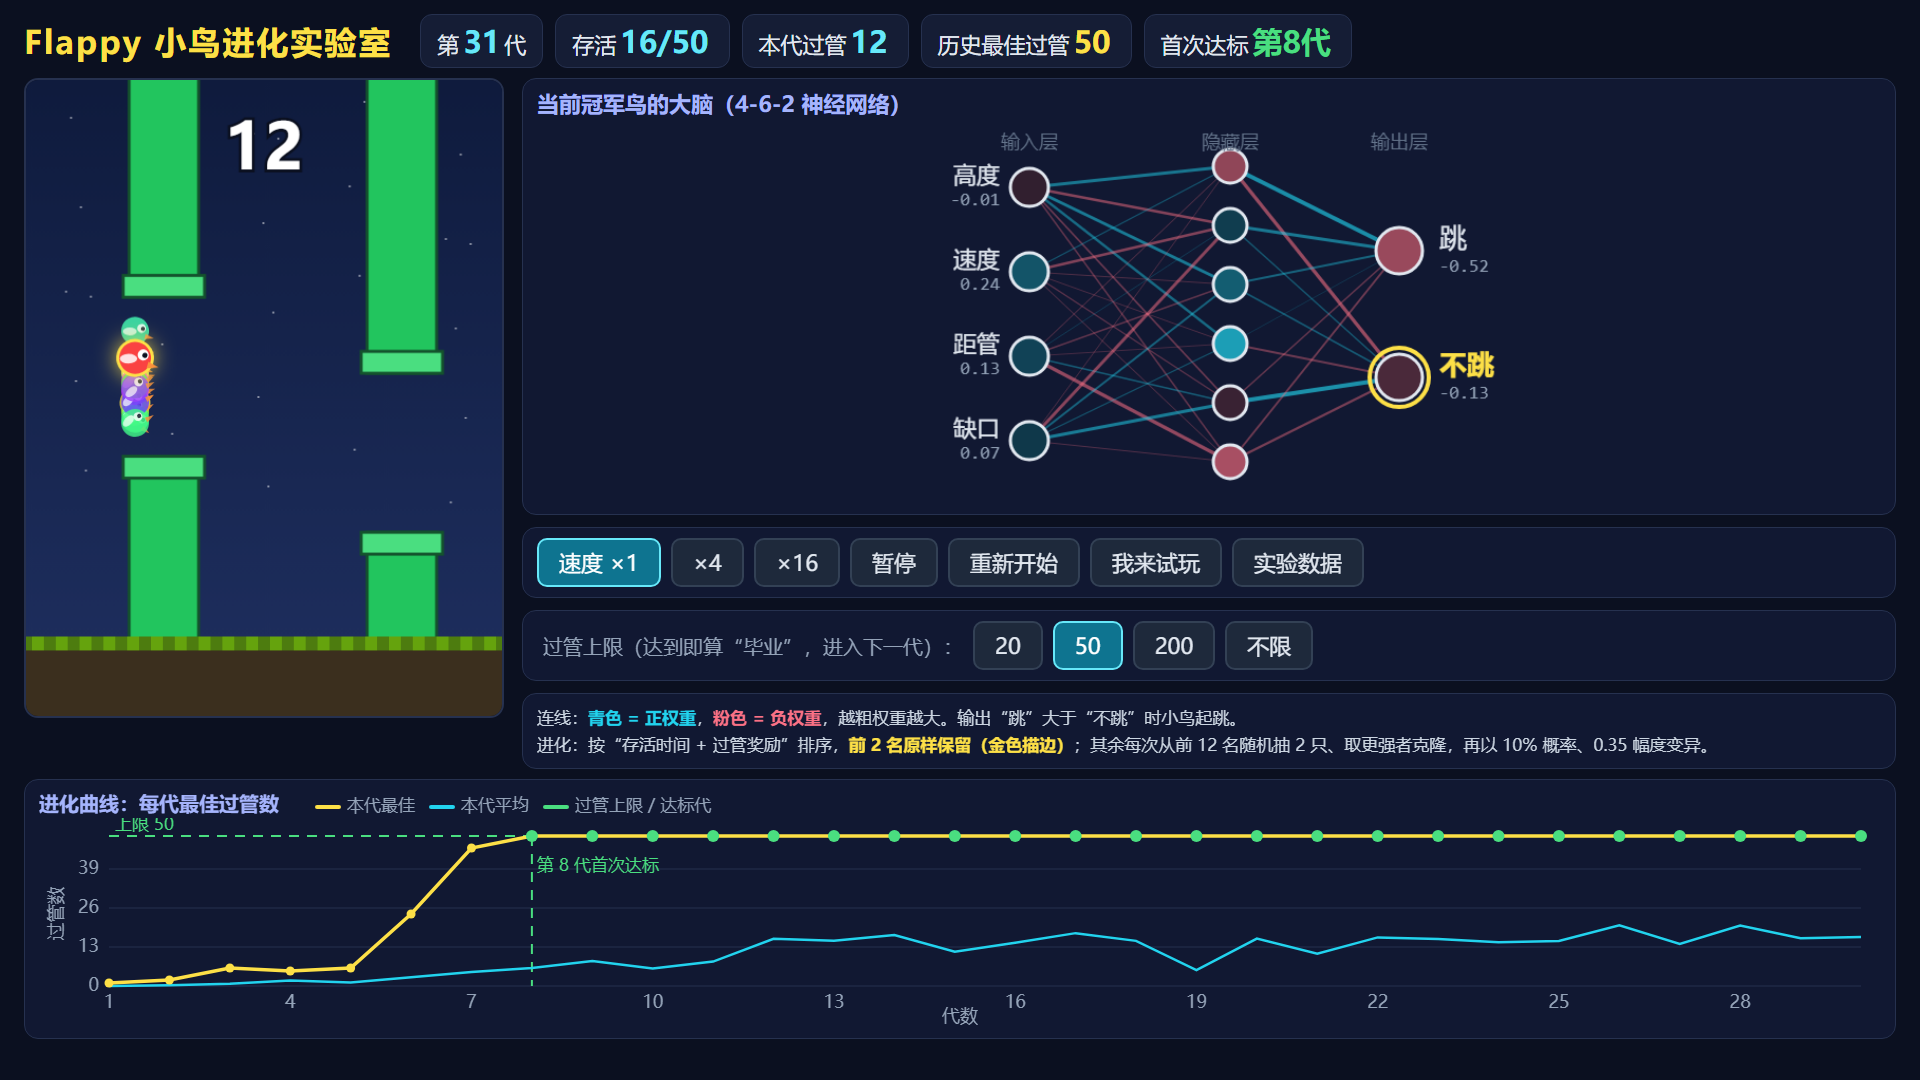 Flappy 小鸟进化实验室
第 31 代
存活 16/50
本代过管 12
历史最佳过管 50
首次达标 第8代
12
当前冠军鸟的大脑（4-6-2 神经网络）
输入层
隐藏层
输出层
高度
-0.01
速度
0.24
距管
0.13
缺口
0.07
跳
-0.52
不跳
-0.13
速度 ×1
×4
×16
暂停
重新开始
我来试玩
实验数据
过管上限（达到即算“毕业”，进入下一代）：
20
50
200
不限
连线：青色 = 正权重，粉色 = 负权重，越粗权重越大。输出“跳”大于“不跳”时小鸟起跳。
进化：按“存活时间 + 过管奖励”排序，前 2 名原样保留（金色描边）；其余每次从前 12 名随机抽 2 只、取更强者克隆，再以 10% 概率、0.35 幅度变异。
进化曲线：每代最佳过管数
本代最佳
本代平均
过管上限 / 达标代
上限 50
第 8 代首次达标
过管数
39
26
13
0
1
4
7
10
13
16
19
22
25
28
代数